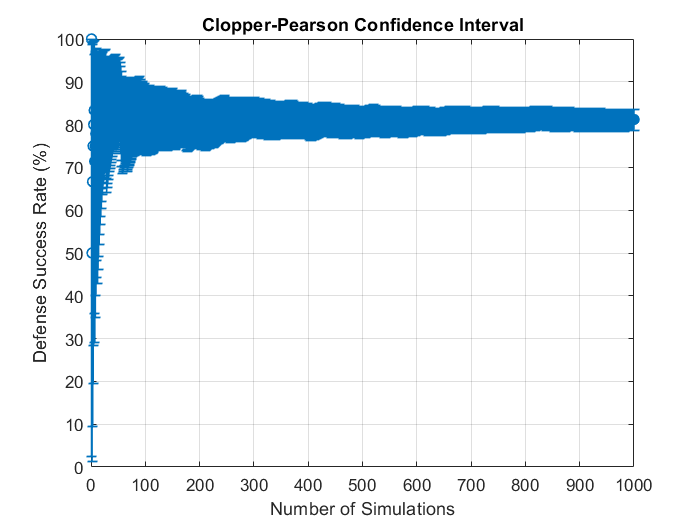 Clopper-Pearson Confidence Interval
100
90
80
70
60
50
40
30
20
10
0
Defense Success Rate (%)
0 100 200 300 400 500 600 700 800 900 1000
Number of Simulations